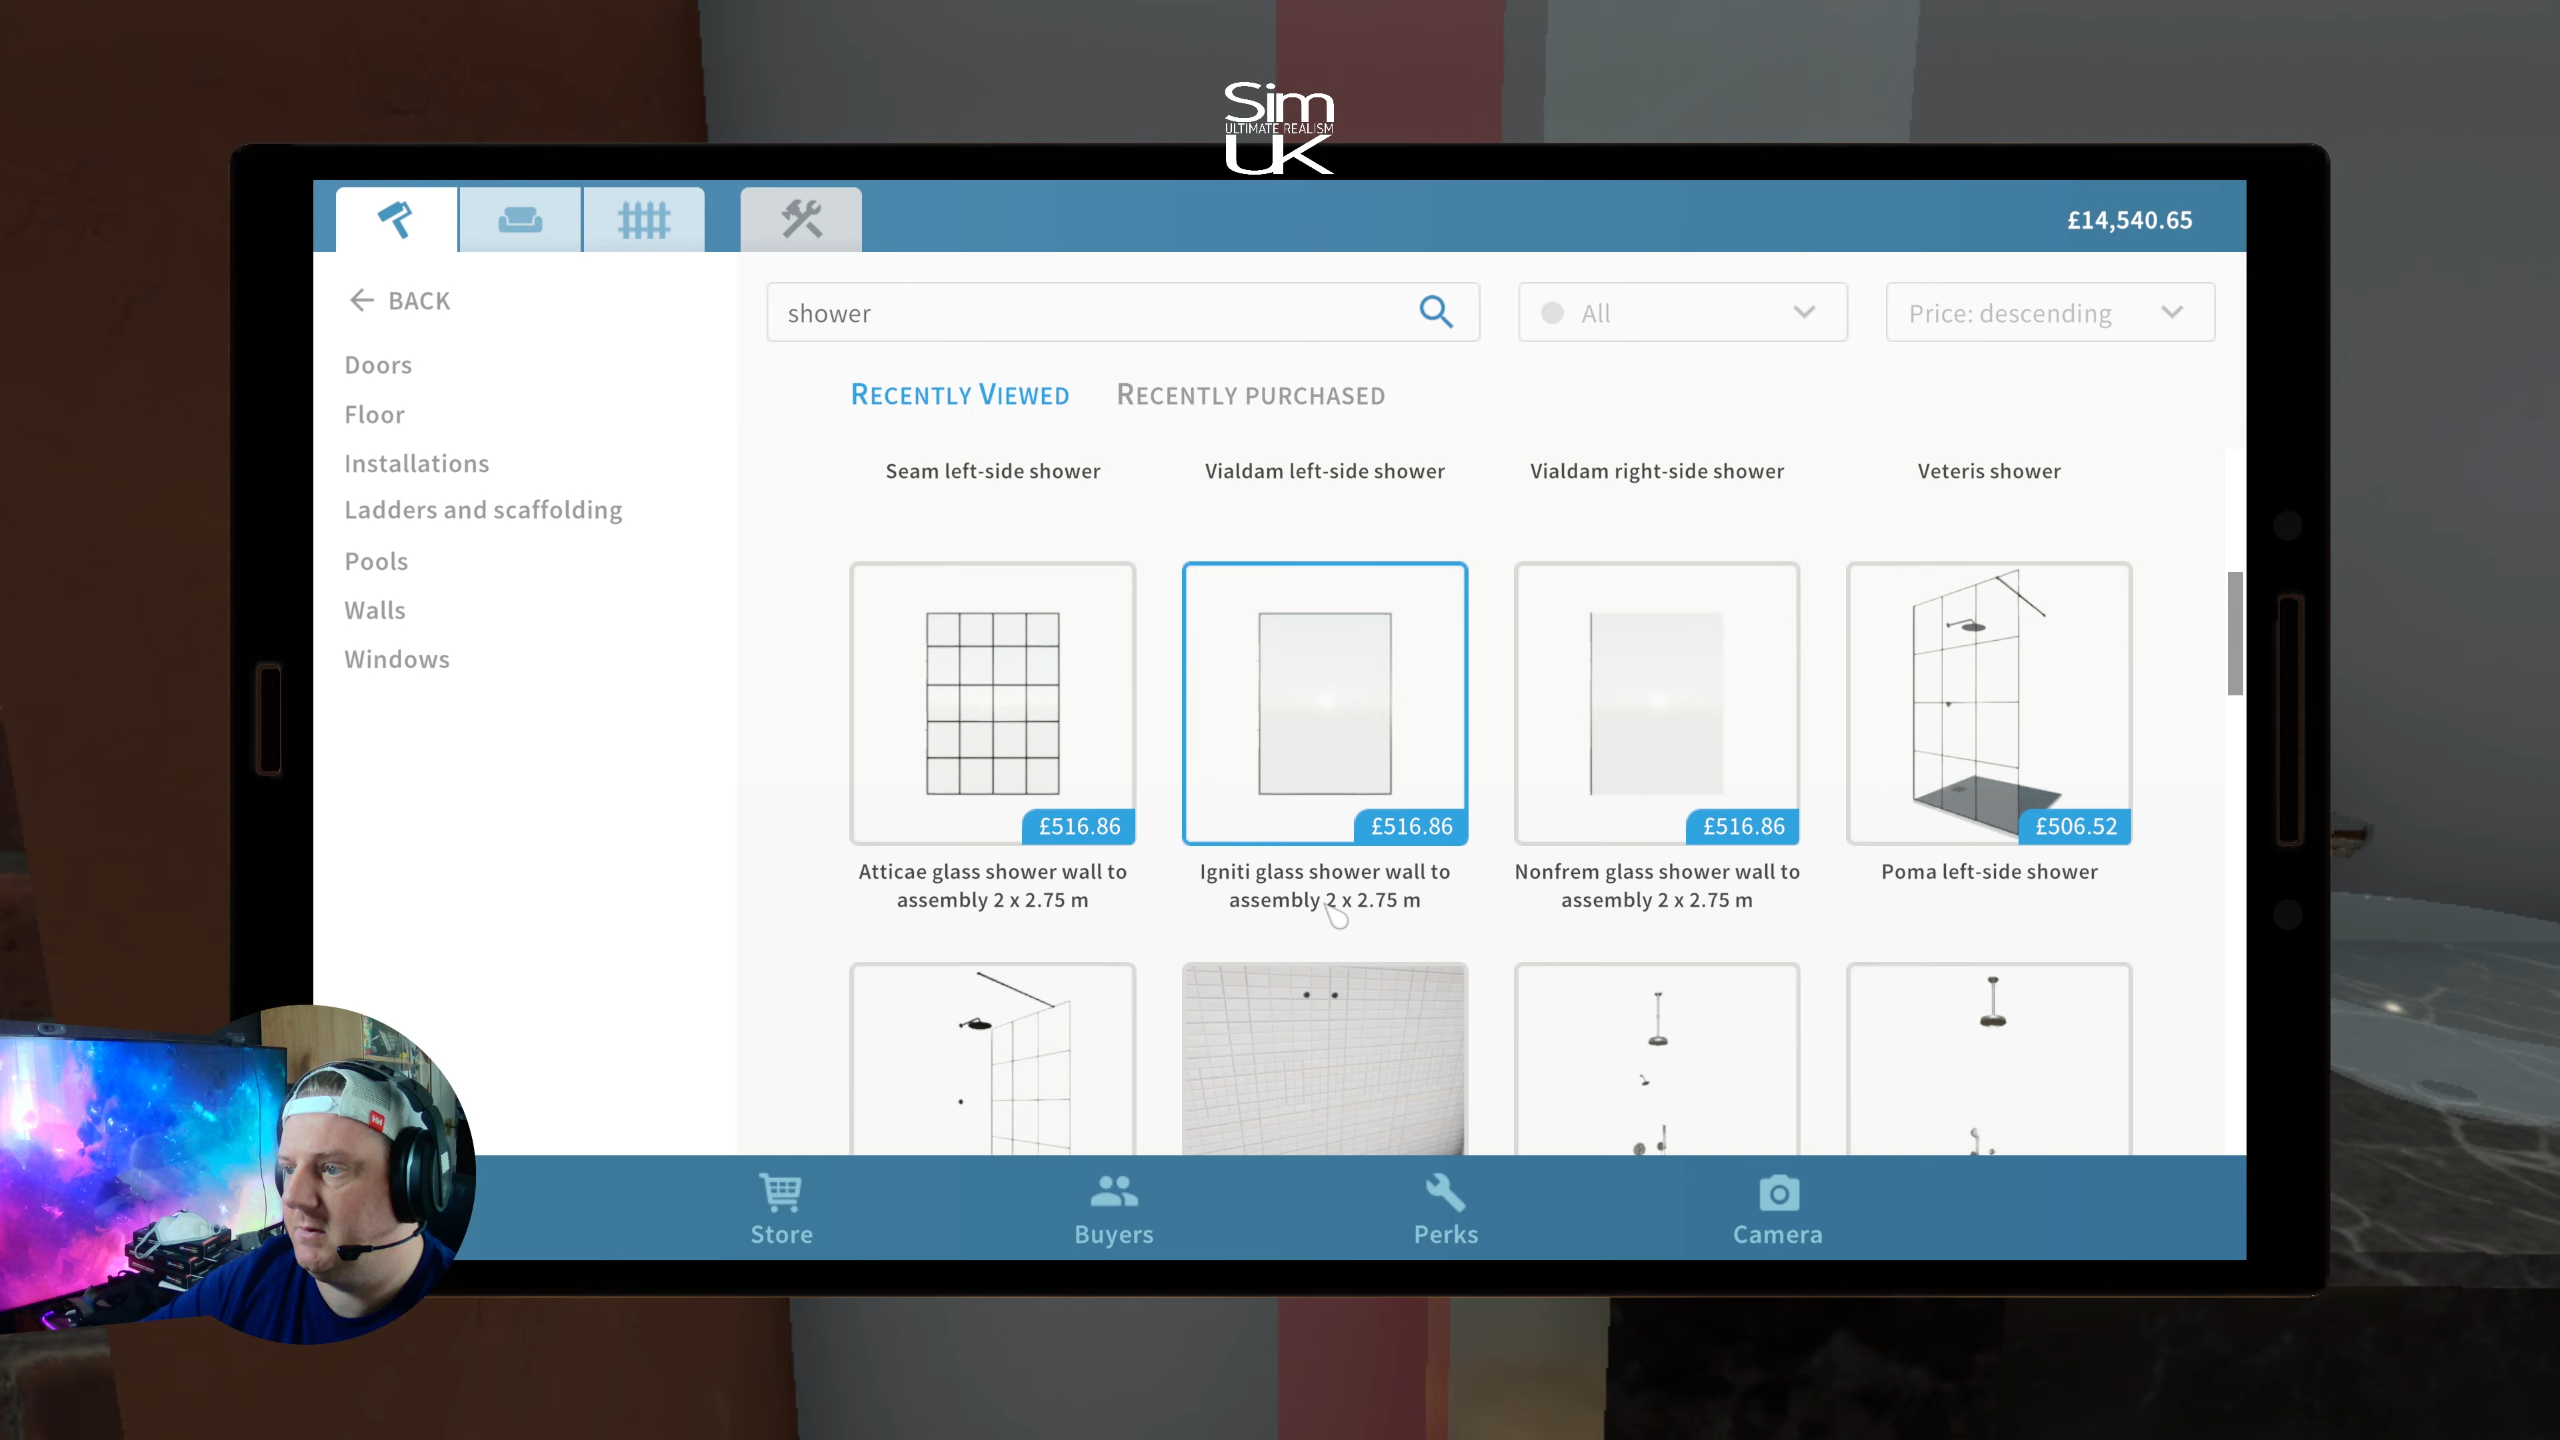 Sim
ULTIMATE REALISM
UK
£14,540.65
BACK
shower
All
Price: descending
Doors
Floor
Installations
Ladders and scaffolding
Pools
Walls
Windows
RECENTLY VIEWED
RECENTLY PURCHASED
Seam left-side shower
Vialdam left-side shower
Vialdam right-side shower
Veteris shower
£516.86
£516.86
£516.86
£506.52
Atticae glass shower wall to
assembly 2 x 2.75 m
Igniti glass shower wall to
assembly 2 x 2.75 m
Nonfrem glass shower wall to
assembly 2 x 2.75 m
Poma left-side shower
Store
Buyers
Perks
Camera
HH